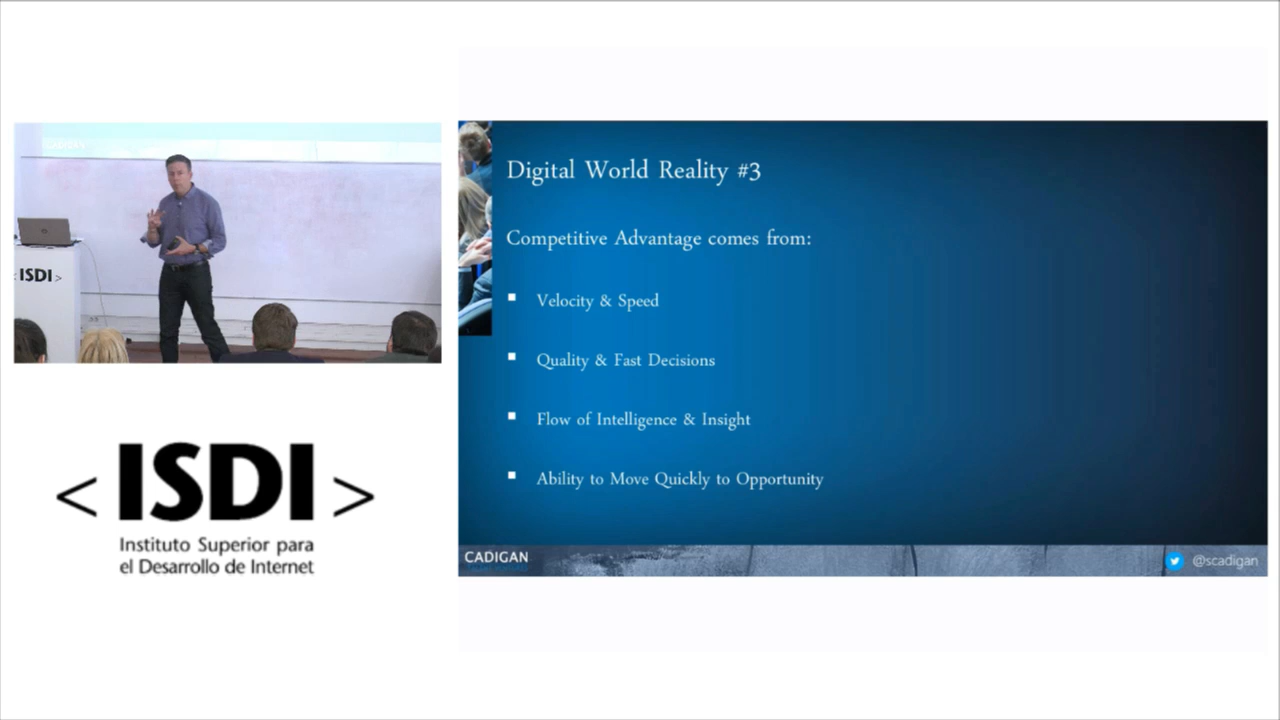 CADIGAN
ISDI>
<ISDI>
Instituto Superior para
el Desarrollo de Internet
Digital World Reality #3
Competitive Advantage comes from:
▪ Velocity & Speed
▪ Quality & Fast Decisions
▪ Flow of Intelligence & Insight
▪ Ability to Move Quickly to Opportunity
CADIGAN
@scadigan